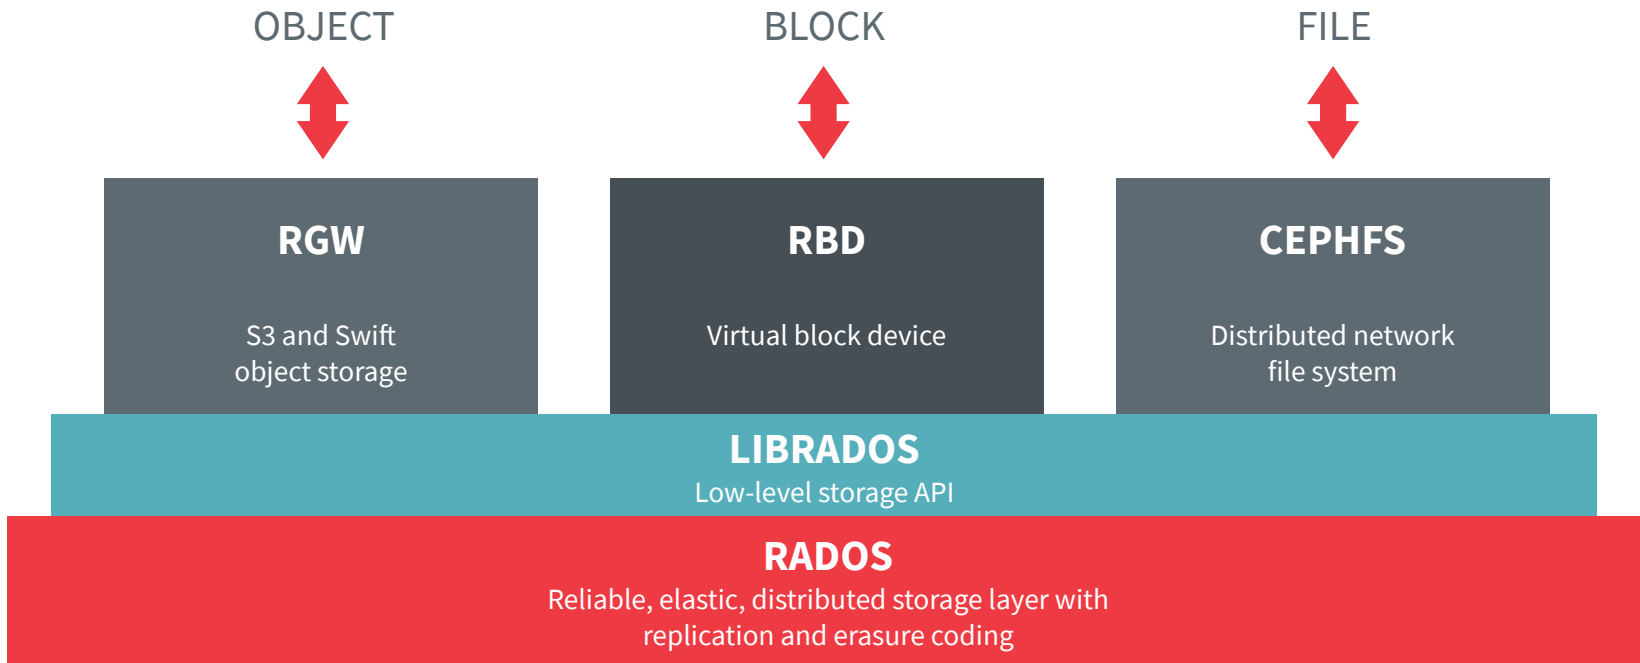 OBJECT
BLOCK
FILE
RGW
S3 and Swift
object storage
RBD
Virtual block device
CEPHFS
Distributed network
file system
LIBRADOS
Low-level storage API
RADOS
Reliable, elastic, distributed storage layer with
replication and erasure coding